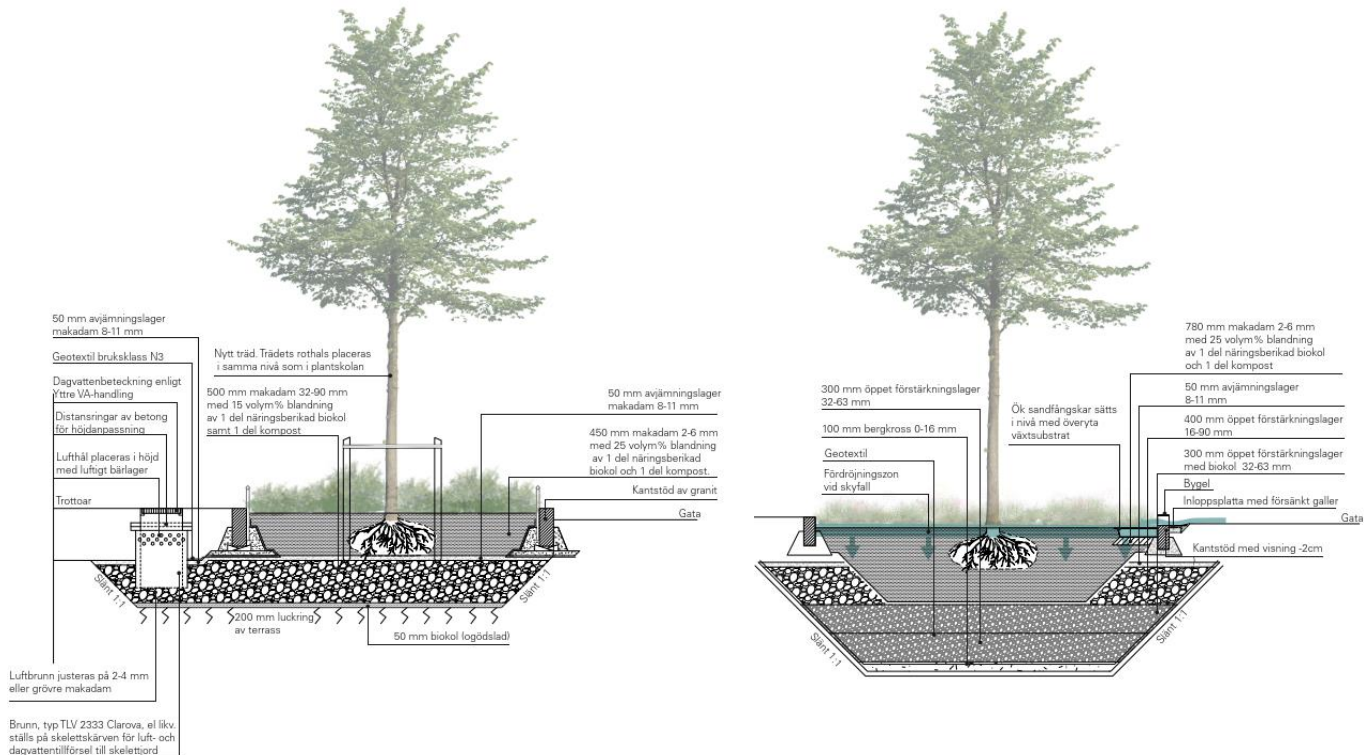 50 mm avjämningslager
makadam 8-11 mm
Geotextil bruksklass N3
Dagvattenbeteckning enligt
Yttre VA-handling
Distansringar av betong
för höjdanpassning
Lufthål placeras i höjd
med luftigt bärlager
Trottoar
Nytt träd. Trädets rothals placeras
i samma nivå som i plantskolan
500 mm makadam 32-90 mm
med 15 volym% blandning
av 1 del näringsberikad biokol
samt 1 del kompost
50 mm avjämningslager
makadam 8-11 mm
450 mm makadam 2-6 mm
med 25 volym% blandning
av 1 del näringsberikad
biokol och 1 del kompost.
Kantstöd av granit
Gata
Slänt 1:1
Slänt 1:1
200 mm luckring
av terrass
50 mm biokol (ogödslad)
Luftbrunn justeras på 2-4 mm
eller grövre makadam
Brunn, typ TLV 2333 Clarova, el likv.
ställs på skelettskärven för luft- och
dagvattentillförsel till skelettjord
300 mm öppet förstärkningslager
32-63 mm
100 mm bergkross 0-16 mm
Geotextil
Fördröjningszon
vid skyfall
Ök sandfångskar sätts
i nivå med överyta
växtsubstrat
780 mm makadam 2-6 mm
med 25 volym% blandning
av 1 del näringsberikad biokol
och 1 del kompost
50 mm avjämningslager
8-11 mm
400 mm öppet förstärkningslager
16-90 mm
300 mm öppet förstärkningslager
med biokol 32-63 mm
Bygel
Inloppsplatta med försänkt galler
Gata
Kantstöd med visning -2cm
Slänt 1:1
Slänt 1:1